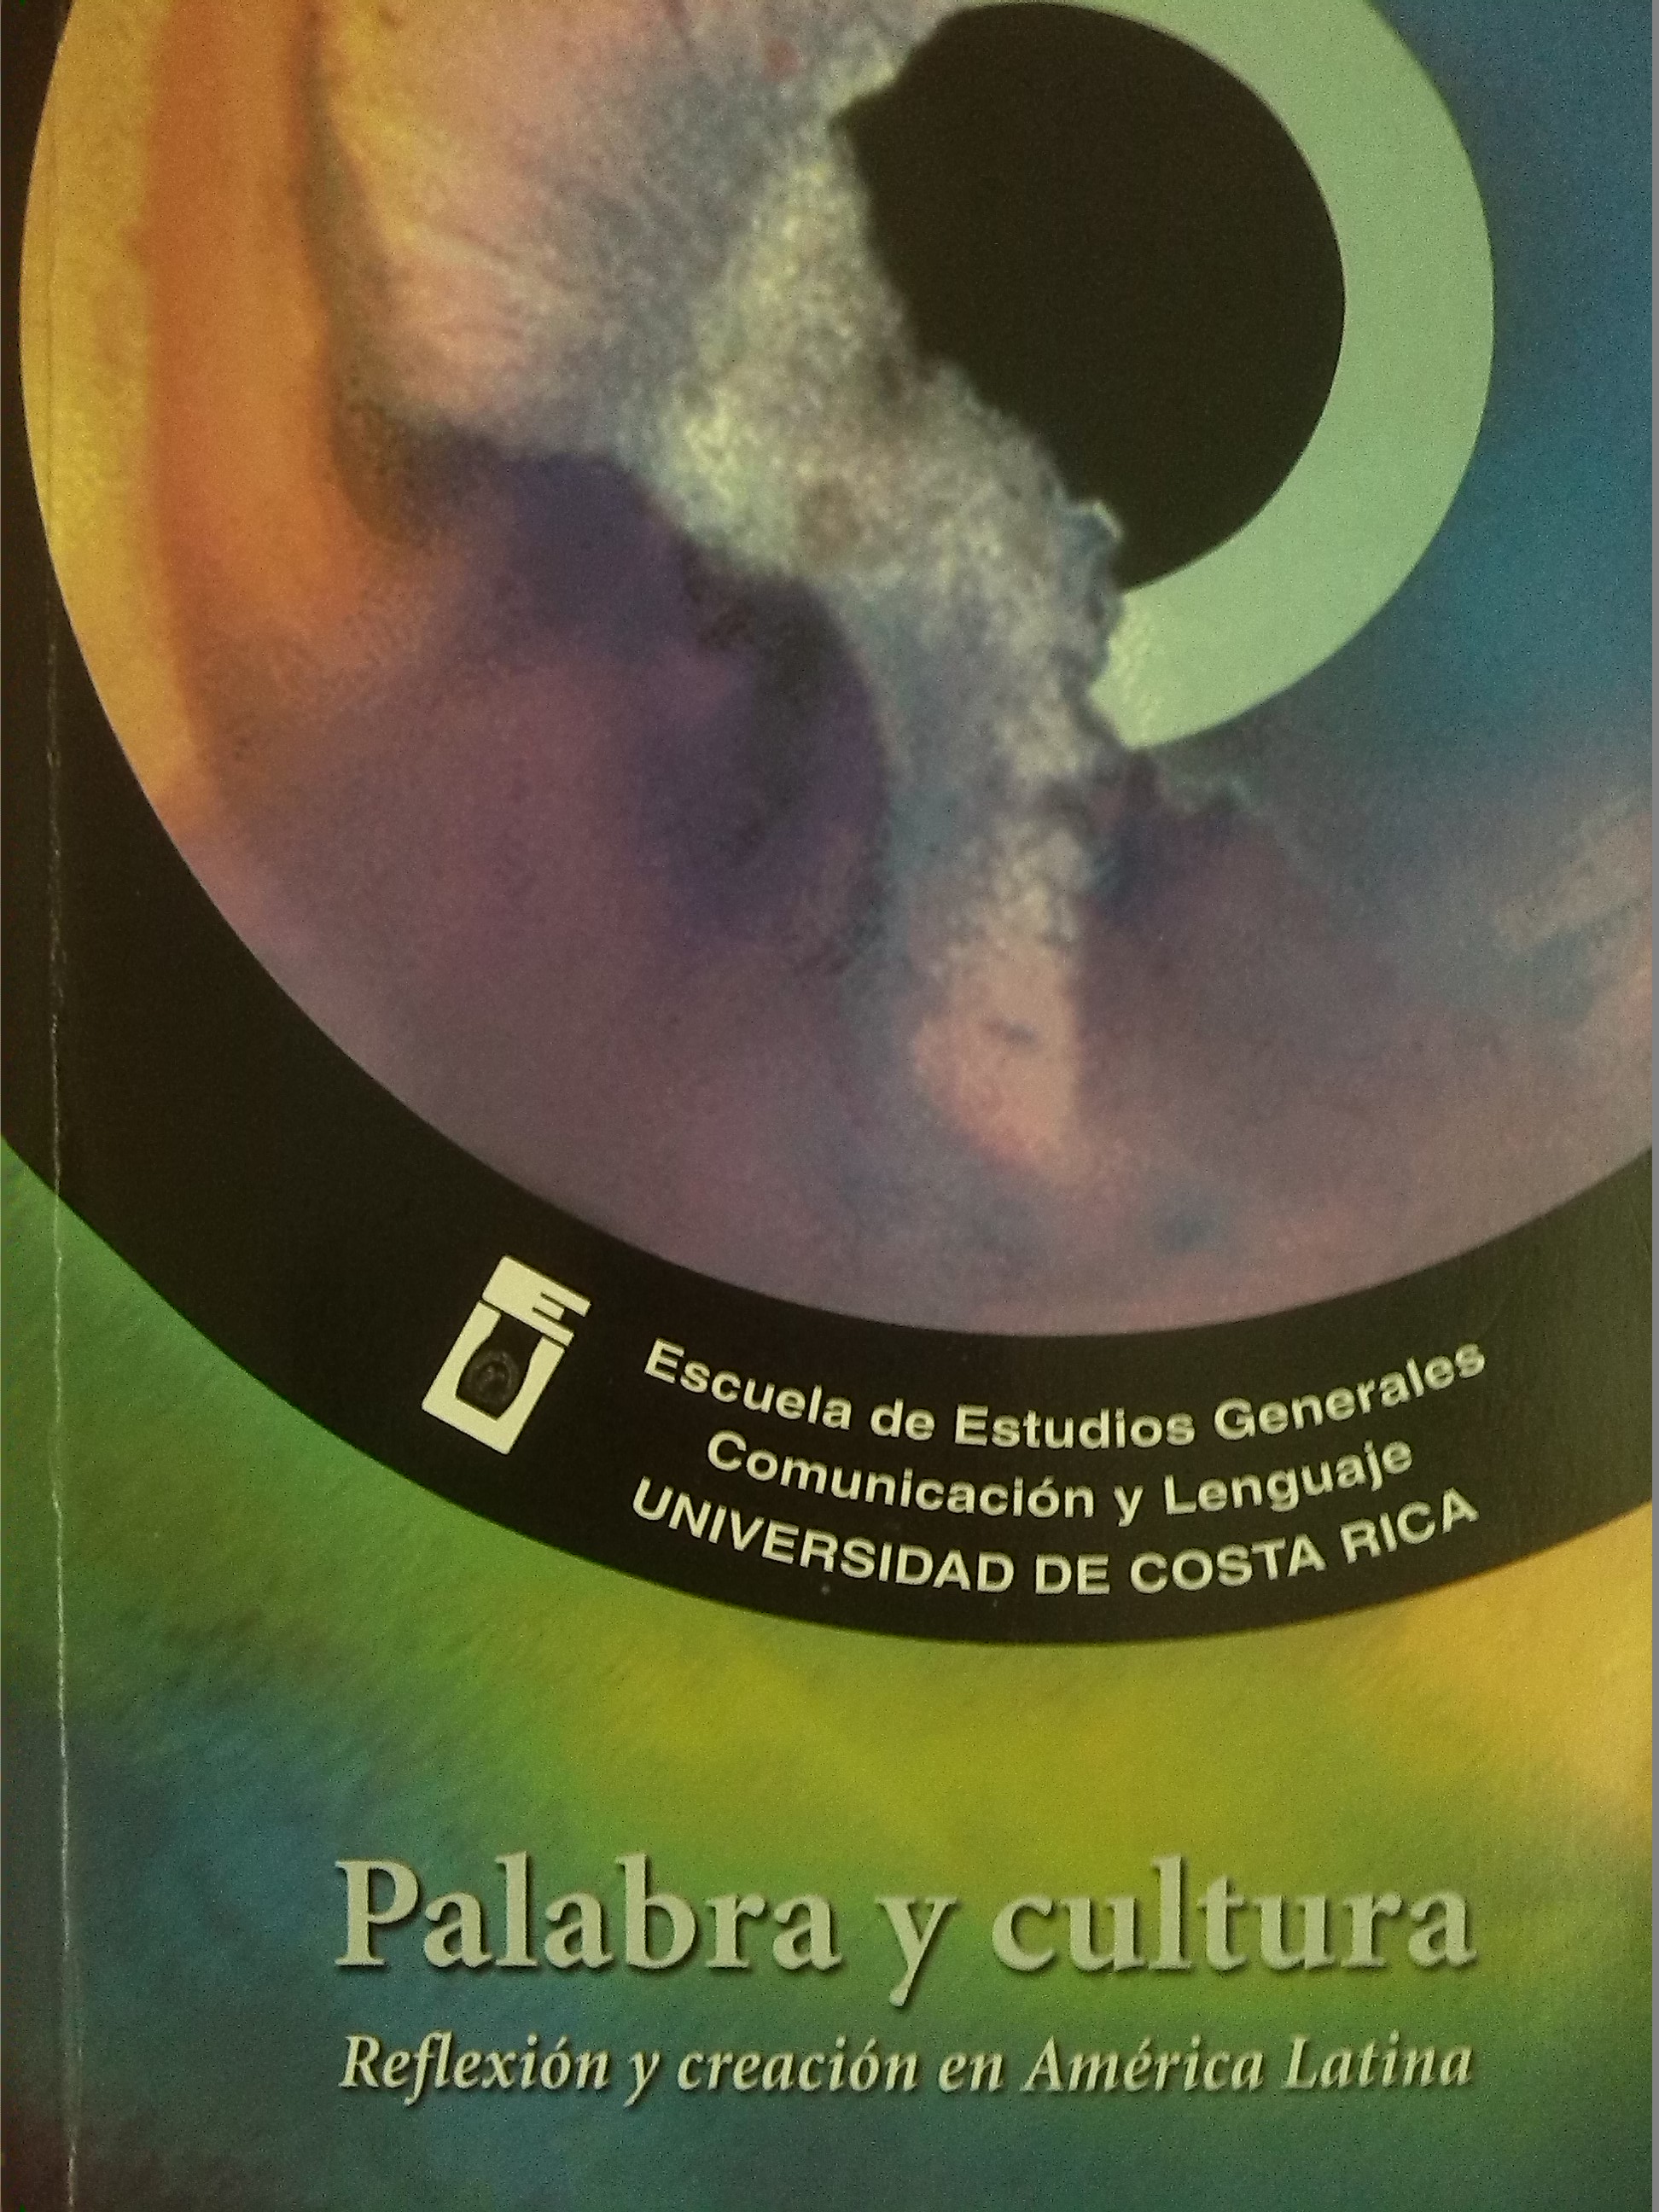 Escuela de Estudios Generales
Comunicación y Lenguaje
UNIVERSIDAD DE COSTA RICA
Palabra y cultura
Reflexión y creación en América Latina